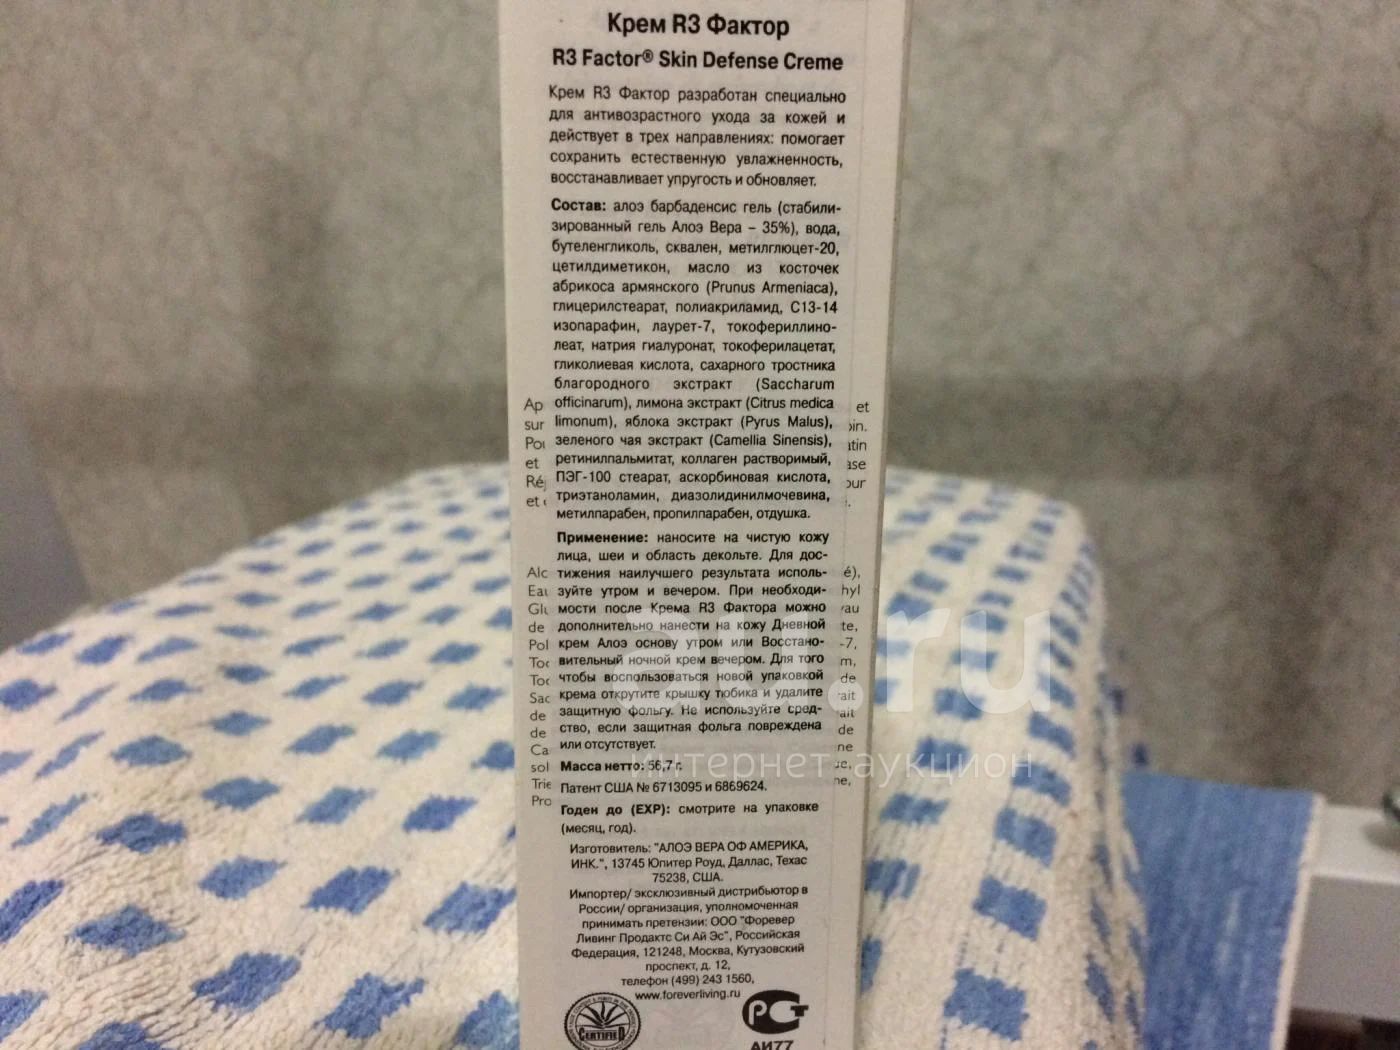 Крем R3 Фактор
R3 Factor® Skin Defense Creme
Крем R3 Фактор разработан специально
для антивозрастного ухода за кожей и
действует в трех направлениях: помогает
сохранить естественную увлажненность,
восстанавливает упругость и обновляет.
Состав: алоэ барбаденсис гель (стабили-
зированный гель Алоэ Вера – 35%), вода,
бутеленгликоль, сквален, метилглюцет-20,
цетилдиметикон, масло из косточек
абрикоса армянского (Prunus Armeniaca),
глицерилстеарат, полиакриламид, C13-14
изопарафин, лаурет-7, токофериллино-
леат, натрия гиалуронат, токоферилацетат,
гликолиевая кислота, сахарного тростника
благородного экстракт (Saccharum
officinarum), лимона экстракт (Citrus medica
limonum), яблока экстракт (Pyrus Malus),
зеленого чая экстракт (Camellia Sinensis),
ретинилпальмитат, коллаген растворимый,
ПЭГ-100 стеарат, аскорбиновая кислота,
триэтаноламин, диазолидинилмочевина,
метилпарабен, пропилпарабен, отдушка.
Применение: наносите на чистую кожу
лица, шеи и область декольте. Для дос-
тижения наилучшего результата исполь-
зуйте утром и вечером. При необходи-
мости после Крема R3 Фактора можно
дополнительно нанести на кожу Дневной
крем Алоэ основу утром или Восстано-
вительный ночной крем вечером. Для того
чтобы воспользоваться новой упаковкой
крема открутите крышку тюбика и удалите
защитную фольгу. Не используйте сред-
ство, если защитная фольга повреждена
или отсутствует.
Масса нетто: 56,7 г.
Патент США № 6713095 и 6869624.
Годен до (EXP): смотрите на упаковке
(месяц, год).
Изготовитель: "АЛОЭ ВЕРА ОФ АМЕРИКА,
ИНК.", 13745 Юпитер Роуд, Даллас, Техас
75238, США.
Импортер/ эксклюзивный дистрибьютор в
России/ организация, уполномоченная
принимать претензии: ООО "Форевер
Ливинг Продактс Си Ай Эс", Российская
Федерация, 121248, Москва, Кутузовский
проспект, д. 12,
телефон (499) 243 1560,
www.foreverliving.ru
CERTIFIED
АИ77
.ru
интернет-аукцион